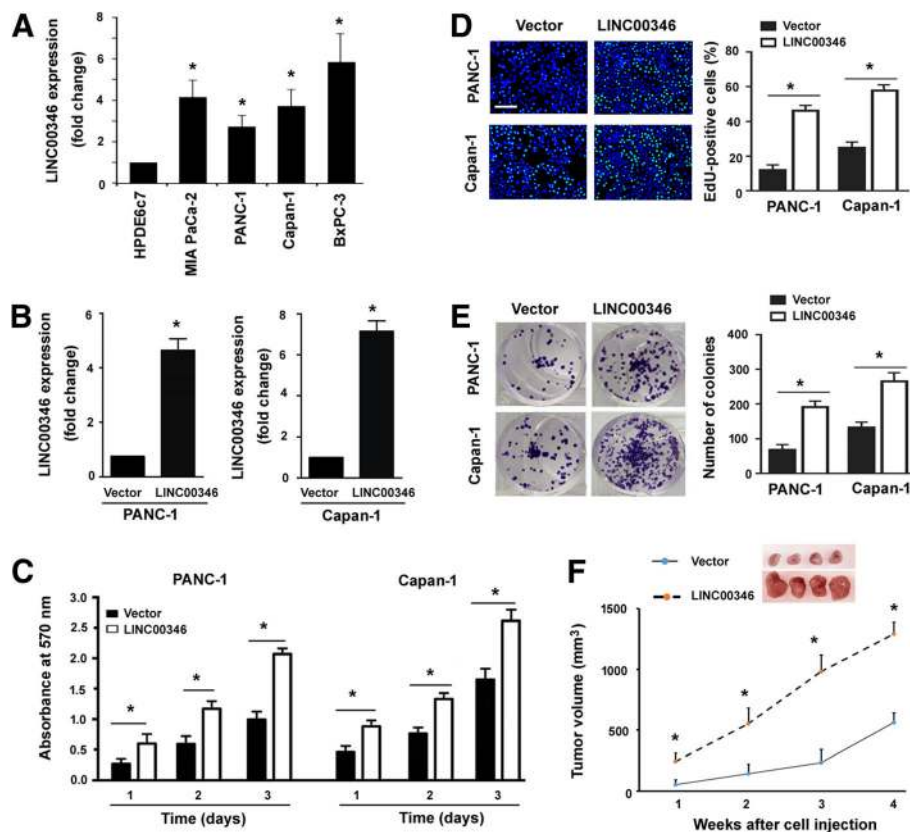 A
LINC00346 expression
(fold change)
8
6
4
2
0
*
*
*
*
HPDE6c7
MIA PaCa-2
PANC-1
Capan-1
BxPC-3
B
LINC00346 expression
(fold change)
6
4
2
0
*
Vector LINC00346
PANC-1
LINC00346 expression
(fold change)
8
6
4
2
0
*
Vector LINC00346
Capan-1
C
PANC-1 Capan-1
Vector
LINC00346
Absorbance at 570 nm
3.0
2.5
2.0
1.5
1.0
0.5
0.0
* * * * * *
1 2 3 1 2 3
Time (days) Time (days)
D
Vector LINC00346
PANC-1
Capan-1
Vector
LINC00346
EdU-positive cells (%)
80
60
40
20
0
* *
PANC-1 Capan-1
E
Vector LINC00346
PANC-1
Capan-1
Vector
LINC00346
Number of colonies
400
300
200
100
0
* *
PANC-1 Capan-1
F
Vector
LINC00346
Tumor volume (mm3)
1500
1000
500
0
* * * *
1 2 3 4
Weeks after cell injection